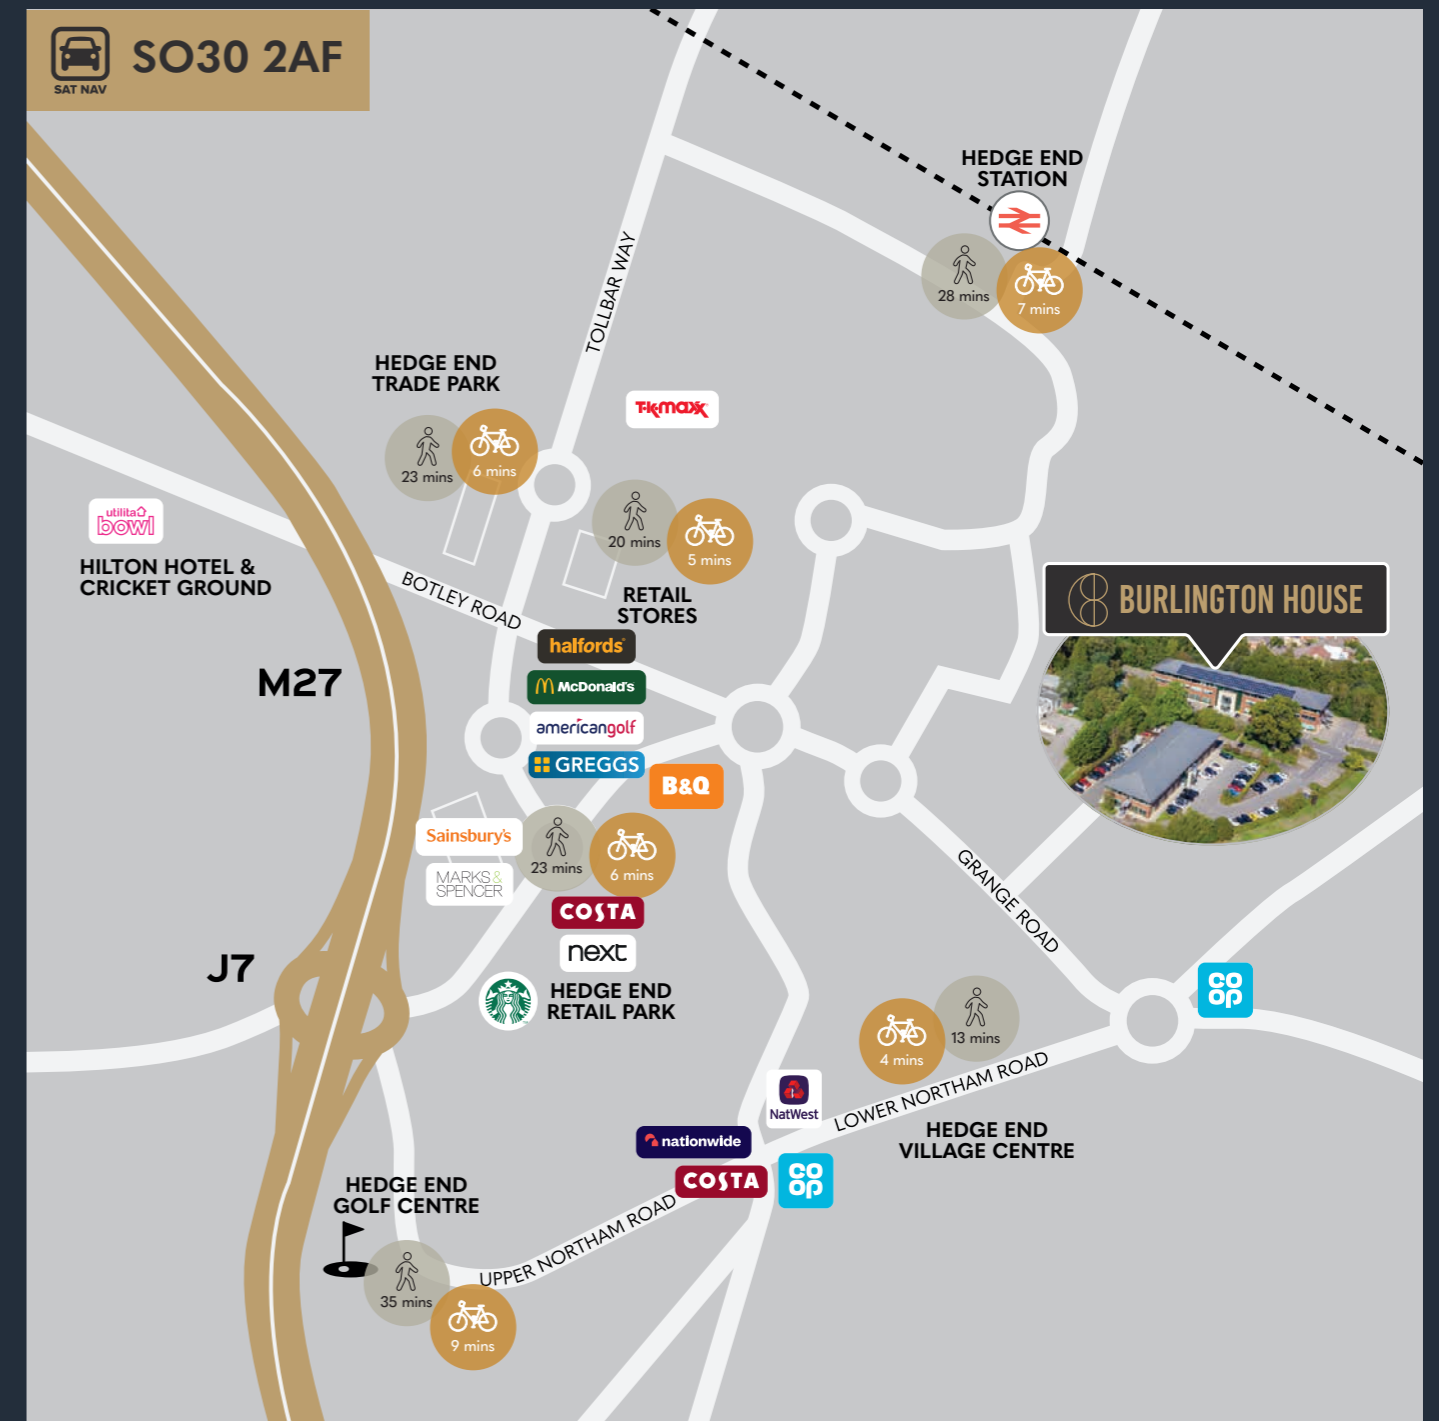 SAT NAV
SO30 2AF
HEDGE END
STATION
28 mins
7 mins
TOLLBAR WAY
HEDGE END
TRADE PARK
23 mins
6 mins
TK maxx
20 mins
5 mins
RETAIL
STORES
utilita
bowl
HILTON HOTEL &
CRICKET GROUND
BOTLEY ROAD
BURLINGTON HOUSE
halfords
McDonald's
americangolf
GREGGS
B&Q
M27
Sainsbury's
MARKS&
SPENCER
23 mins
6 mins
COSTA
next
HEDGE END
RETAIL PARK
J7
GRANGE ROAD
CO
OP
4 mins
13 mins
LOWER NORTHAM ROAD
HEDGE END
VILLAGE CENTRE
NatWest
nationwide
COSTA
CO
OP
UPPER NORTHAM ROAD
HEDGE END
GOLF CENTRE
35 mins
9 mins